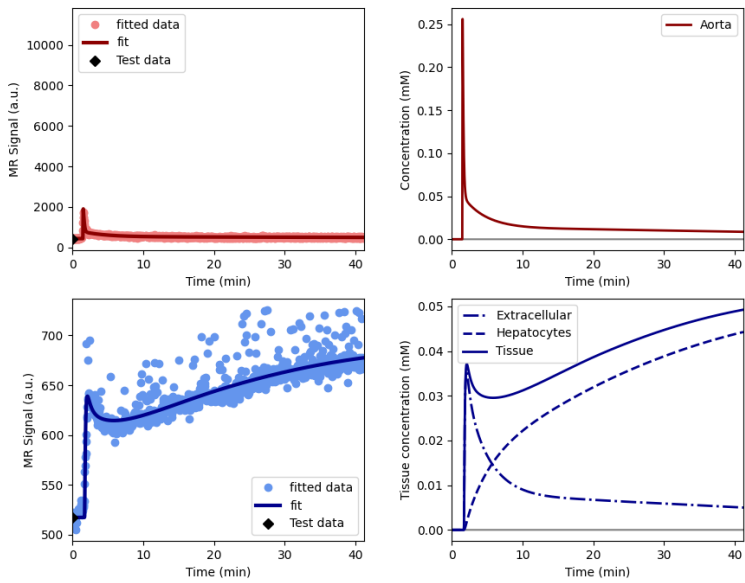 MR Signal (a.u.)
10000
8000
6000
4000
2000
0
fitted data
fit
Test data
0 10 20 30 40
Time (min)
Concentration (mM)
0.25
0.20
0.15
0.10
0.05
0.00
Aorta
0 10 20 30 40
Time (min)
MR Signal (a.u.)
700
650
600
550
500
fitted data
fit
Test data
0 10 20 30 40
Time (min)
Tissue concentration (mM)
0.05
0.04
0.03
0.02
0.01
0.00
Extracellular
Hepatocytes
Tissue
0 10 20 30 40
Time (min)